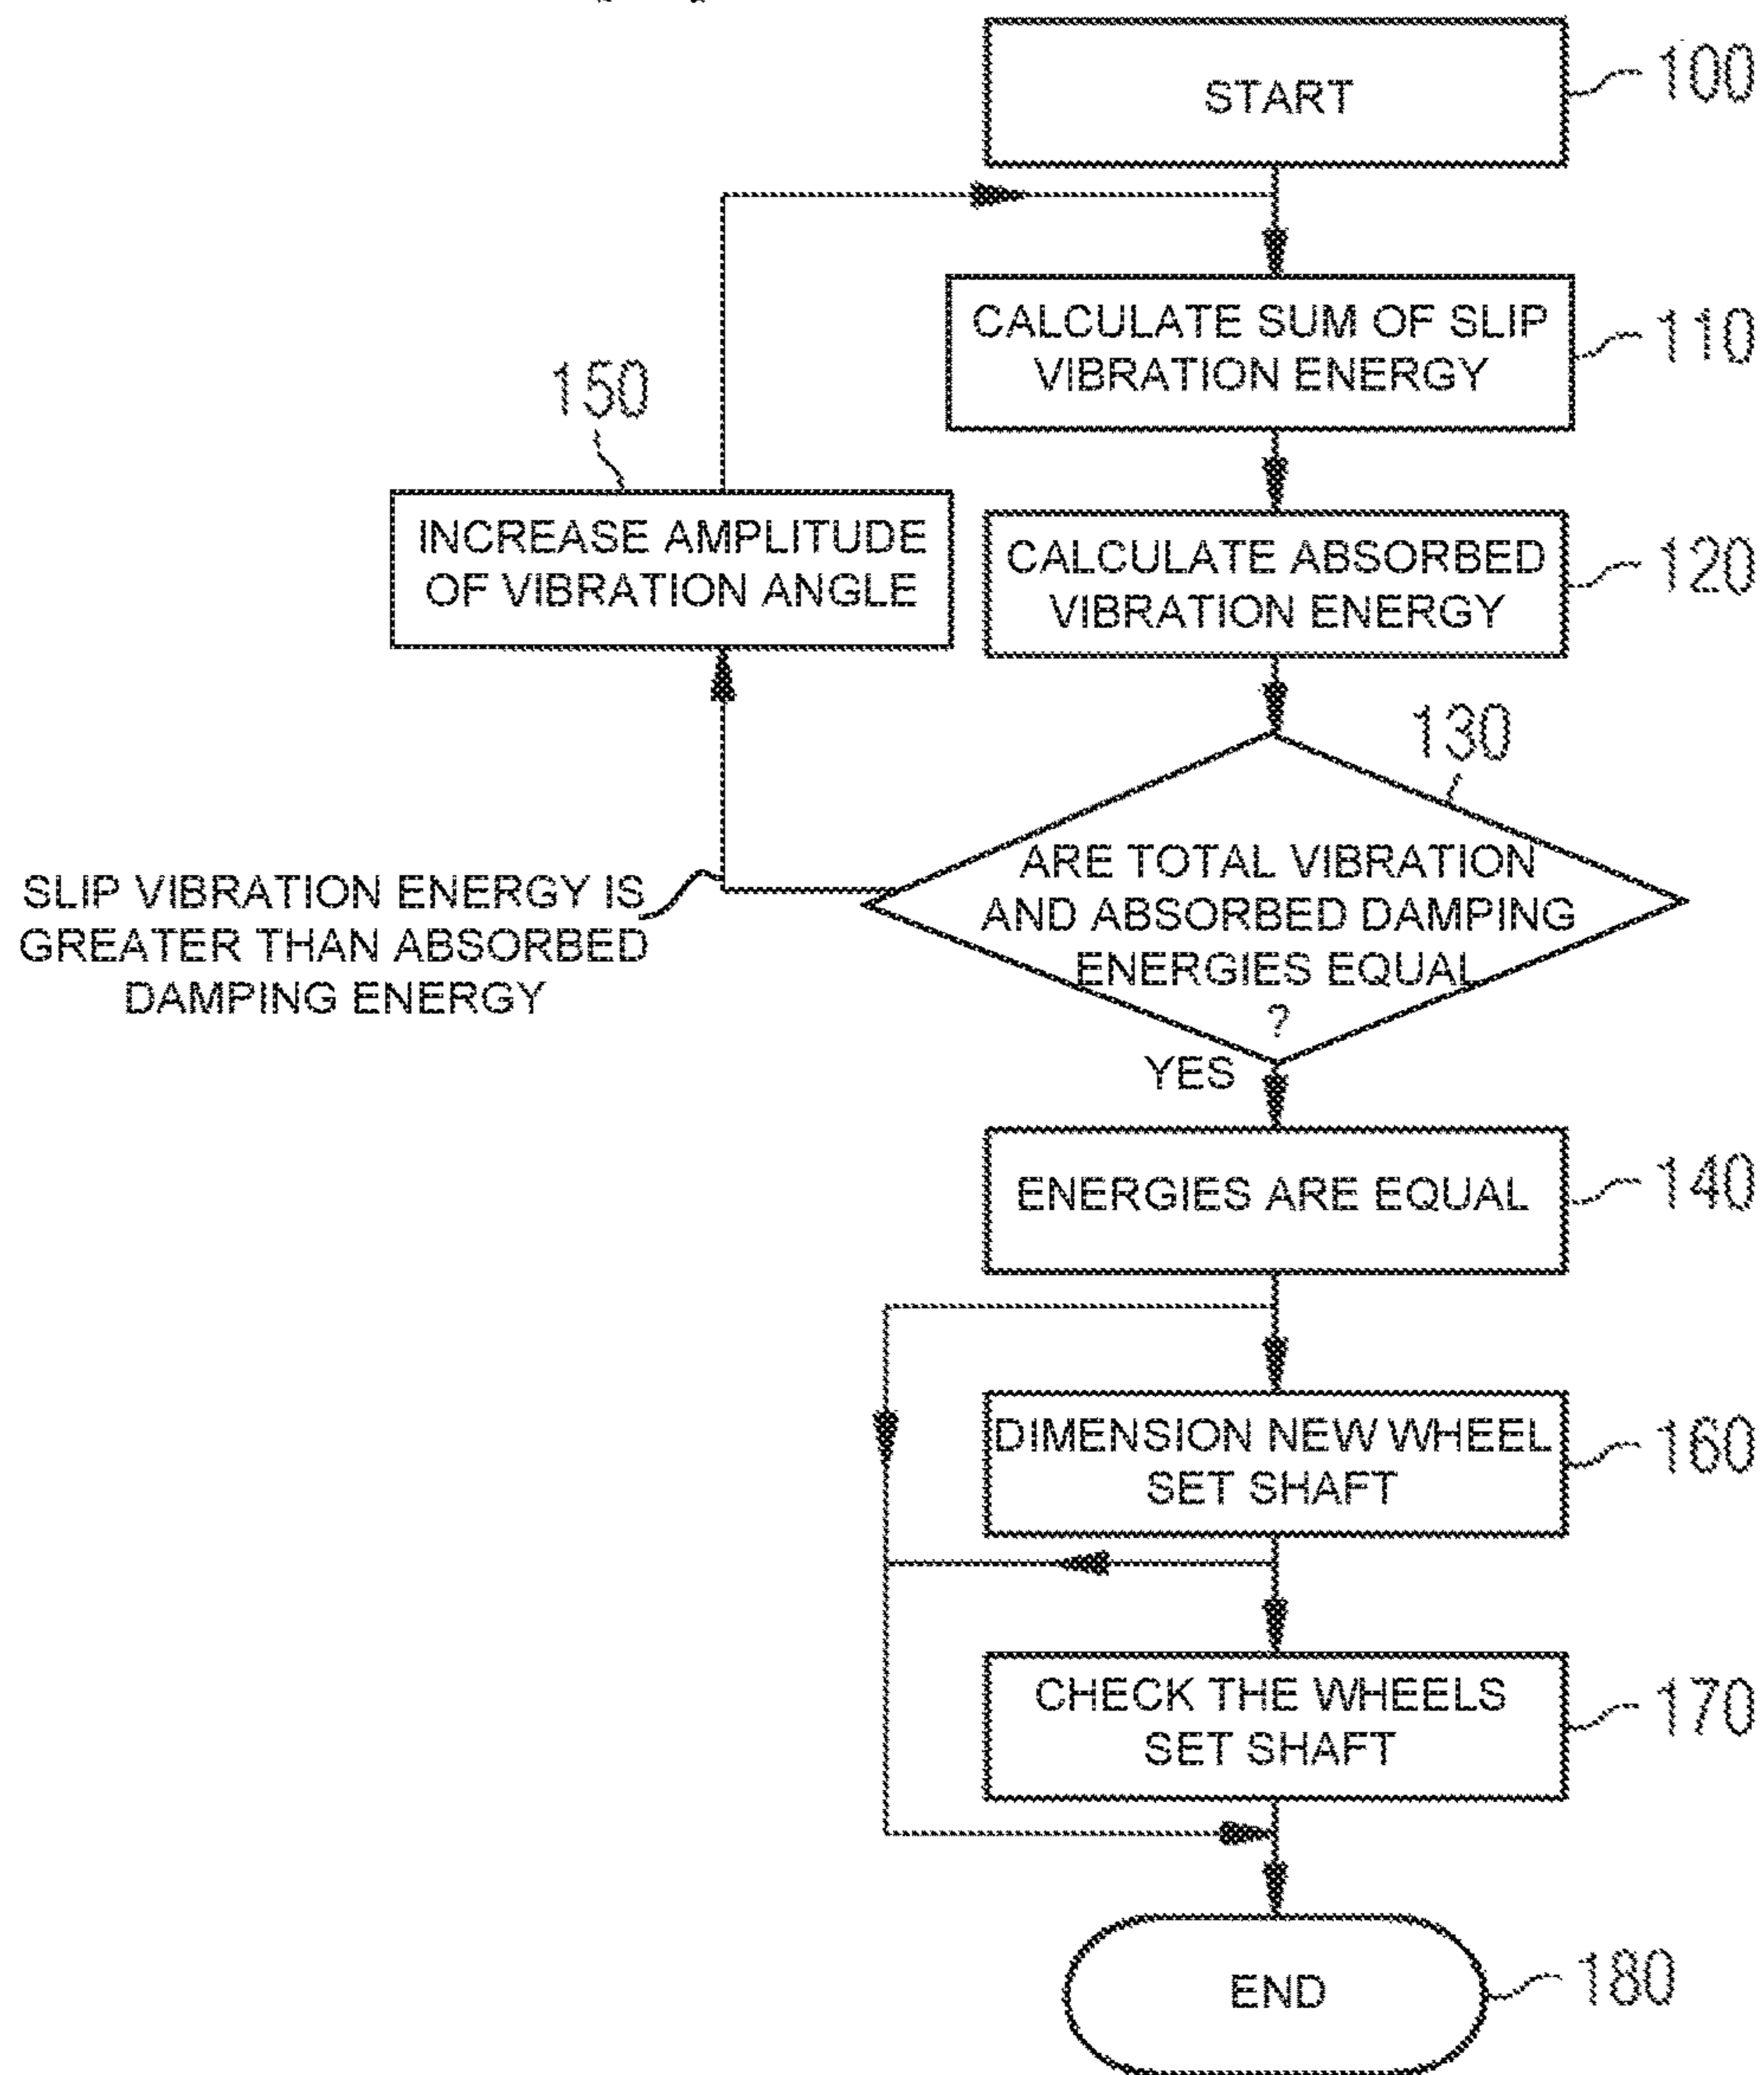 START
100
CALCULATE SUM OF SLIP
VIBRATION ENERGY
110
150
INCREASE AMPLITUDE
OF VIBRATION ANGLE
CALCULATE ABSORBED
VIBRATION ENERGY
120
130
ARE TOTAL VIBRATION
AND ABSORBED DAMPING
ENERGIES EQUAL
?
SLIP VIBRATION ENERGY IS
GREATER THAN ABSORBED
DAMPING ENERGY
YES
ENERGIES ARE EQUAL
140
DIMENSION NEW WHEEL
SET SHAFT
160
CHECK THE WHEELS
SET SHAFT
170
END
180